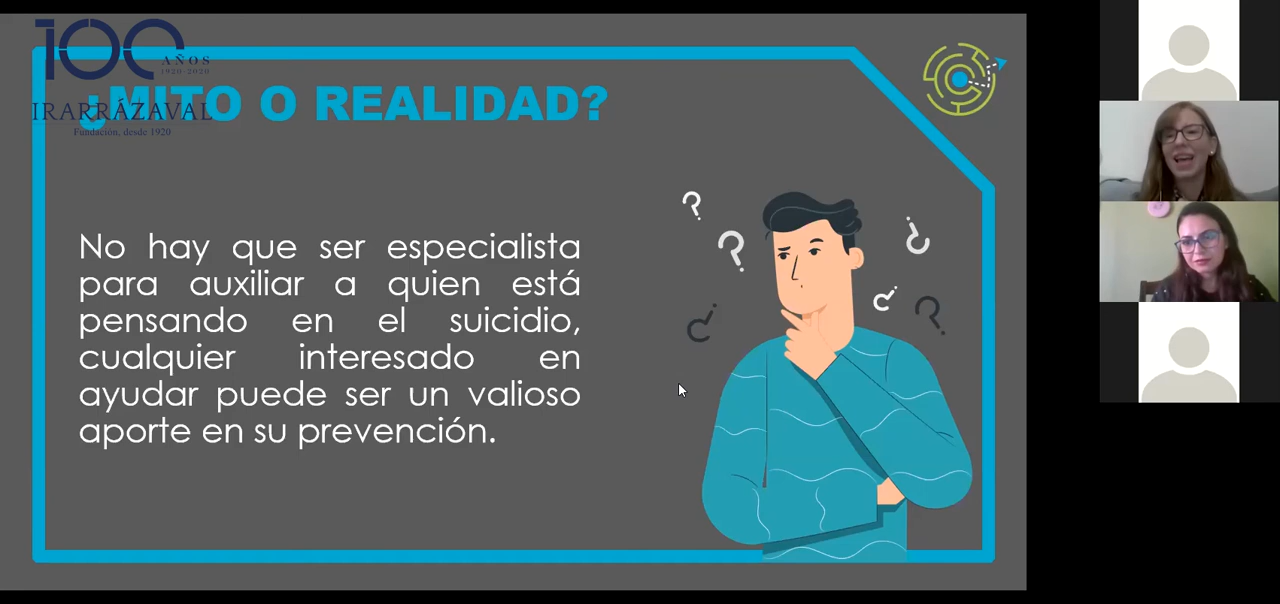 100
AÑOS
1920-2020
IRARRÁZAVAL
Fundación, desde 1920
¿MITO O REALIDAD?
No hay que ser especialista
para auxiliar a quien está
pensando en el suicidio,
cualquier interesado en
ayudar puede ser un valioso
aporte en su prevención.